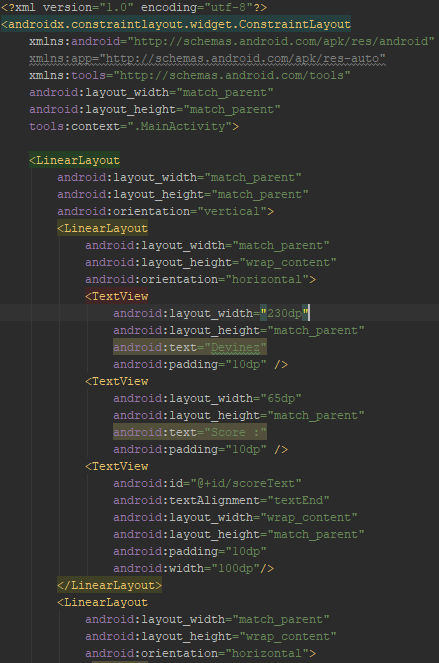 <?xml version="1.0" encoding="utf-8"?>
<androidx.constraintlayout.widget.ConstraintLayout
xmlns:android="http://schemas.android.com/apk/res/android"
xmlns:app="http://schemas.android.com/apk/res-auto"
xmlns:tools="http://schemas.android.com/tools"
android:layout_width="match_parent"
android:layout_height="match_parent"
tools:context=".MainActivity">
<LinearLayout
android:layout_width="match_parent"
android:layout_height="match_parent"
android:orientation="vertical">
<LinearLayout
android:layout_width="match_parent"
android:layout_height="wrap_content"
android:orientation="horizontal">
<TextView
android:layout_width="230dp"
android:layout_height="match_parent"
android:text="Devinez"
android:padding="10dp" />
<TextView
android:layout_width="65dp"
android:layout_height="match_parent"
android:text="Score :"
android:padding="10dp" />
<TextView
android:id="@+id/scoreText"
android:textAlignment="textEnd"
android:layout_width="wrap_content"
android:layout_height="match_parent"
android:padding="10dp"
android:width="100dp"/>
</LinearLayout>
<LinearLayout
android:layout_width="match_parent"
android:layout_height="wrap_content"
android:orientation="horizontal">